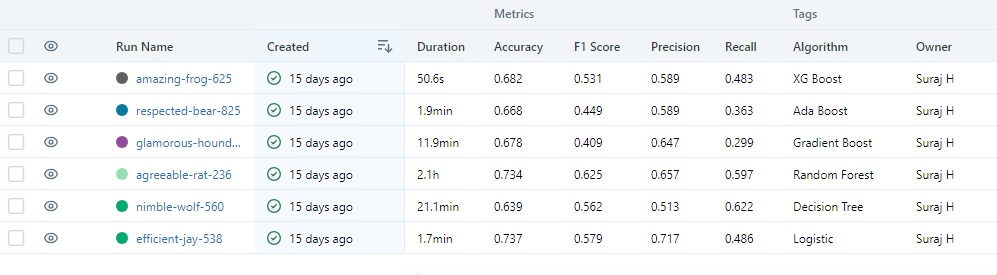 Metrics Tags
Run Name Created Duration Accuracy F1 Score Precision Recall Algorithm Owner
amazing-frog-625 15 days ago 50.6s 0.682 0.531 0.589 0.483 XG Boost Suraj H
respected-bear-825 15 days ago 1.9min 0.668 0.449 0.589 0.363 Ada Boost Suraj H
glamorous-hound... 15 days ago 11.9min 0.678 0.409 0.647 0.299 Gradient Boost Suraj H
agreeable-rat-236 15 days ago 2.1h 0.734 0.625 0.657 0.597 Random Forest Suraj H
nimble-wolf-560 15 days ago 21.1min 0.639 0.562 0.513 0.622 Decision Tree Suraj H
efficient-jay-538 15 days ago 1.7min 0.737 0.579 0.717 0.486 Logistic Suraj H